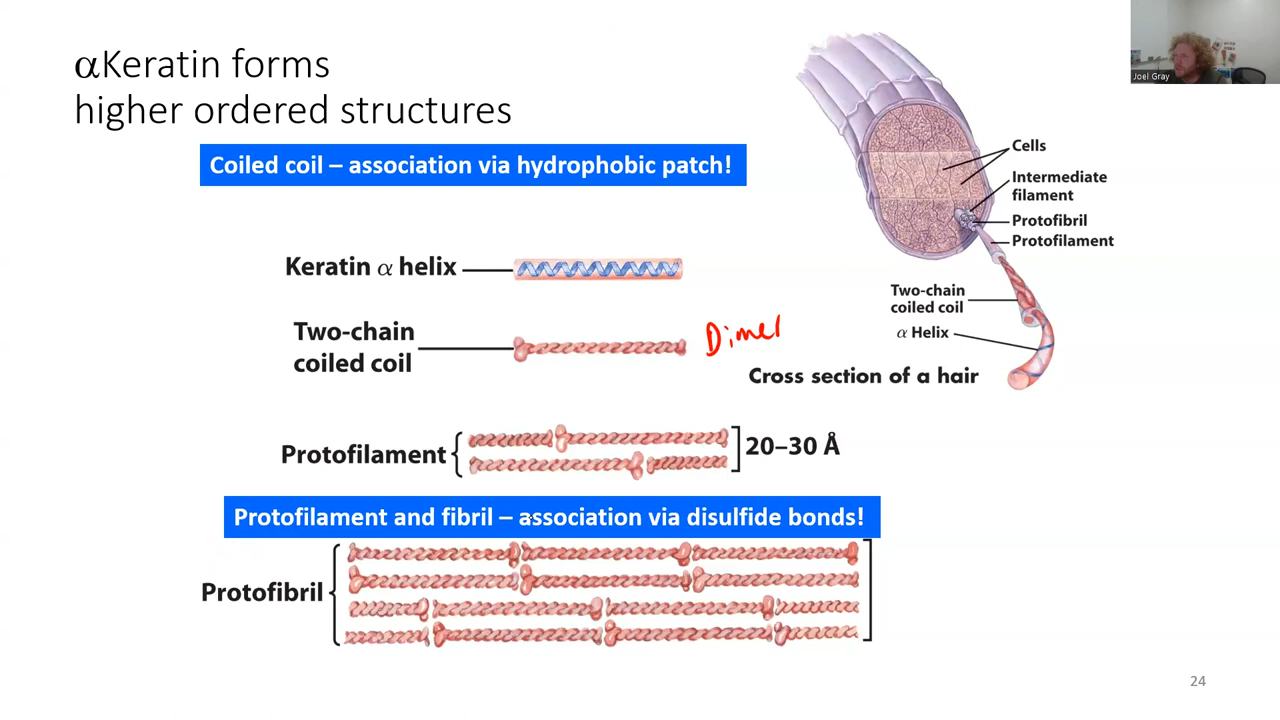 αKeratin forms
higher ordered structures
Joel Gray
Coiled coil – association via hydrophobic patch!
Cells
Intermediate
filament
Protofibril
Protofilament
Two-chain
coiled coil
α Helix
Cross section of a hair
Keratin α helix
Two-chain
coiled coil
Dimer
Protofilament
20–30 Å
Protofilament and fibril – association via disulfide bonds!
Protofibril
24